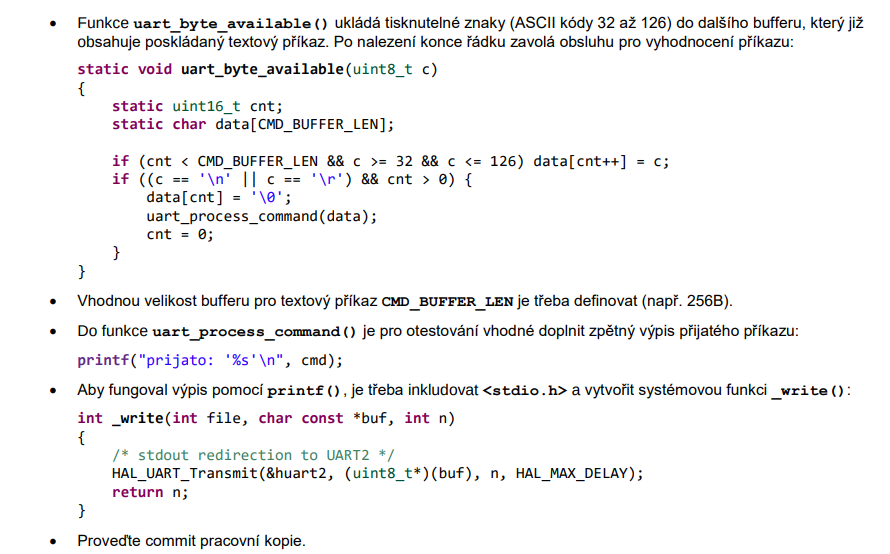 • Funkce uart_byte_available() ukládá tisknutelné znaky (ASCII kódy 32 až 126) do dalšího bufferu, který již
obsahuje poskládaný textový příkaz. Po nalezení konce řádku zavolá obsluhu pro vyhodnocení příkazu:
static void uart_byte_available(uint8_t c)
{
    static uint16_t cnt;
    static char data[CMD_BUFFER_LEN];

    if (cnt < CMD_BUFFER_LEN && c >= 32 && c <= 126) data[cnt++] = c;
    if ((c == '\n' || c == '\r') && cnt > 0) {
        data[cnt] = '\0';
        uart_process_command(data);
        cnt = 0;
    }
}
• Vhodnou velikost bufferu pro textový příkaz CMD_BUFFER_LEN je třeba definovat (např. 256B).
• Do funkce uart_process_command() je pro otestování vhodné doplnit zpětný výpis přijatého příkazu:
printf("prijato: '%s'\n", cmd);
• Aby fungoval výpis pomocí printf(), je třeba inkludovat <stdio.h> a vytvořit systémovou funkci _write():
int _write(int file, char const *buf, int n)
{
    /* stdout redirection to UART2 */
    HAL_UART_Transmit(&huart2, (uint8_t*)(buf), n, HAL_MAX_DELAY);
    return n;
}
• Proveďte commit pracovní kopie.